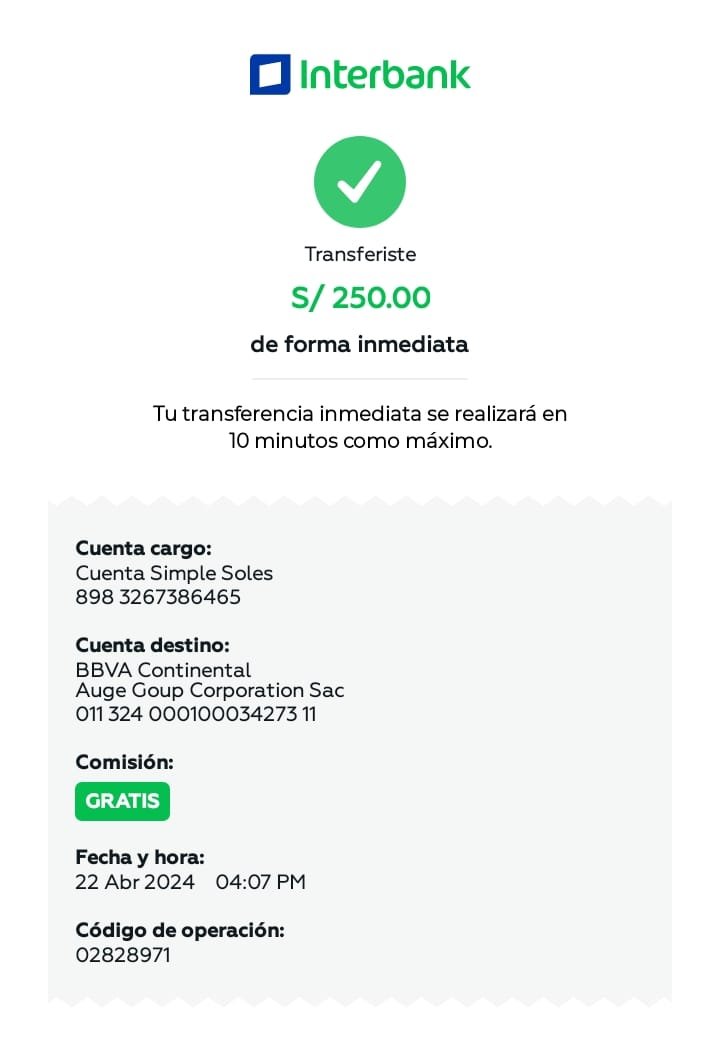 Interbank
Transferiste
S/ 250.00
de forma inmediata
Tu transferencia inmediata se realizará en
10 minutos como máximo.
Cuenta cargo:
Cuenta Simple Soles
898 3267386465
Cuenta destino:
BBVA Continental
Auge Goup Corporation Sac
011 324 000100034273 11
Comisión:
GRATIS
Fecha y hora:
22 Abr 2024 04:07 PM
Código de operación:
02828971